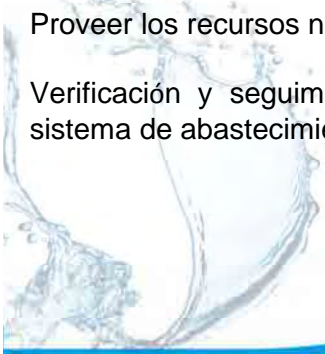 Proveer los recursos n
Verificación y seguim
sistema de abastecimi